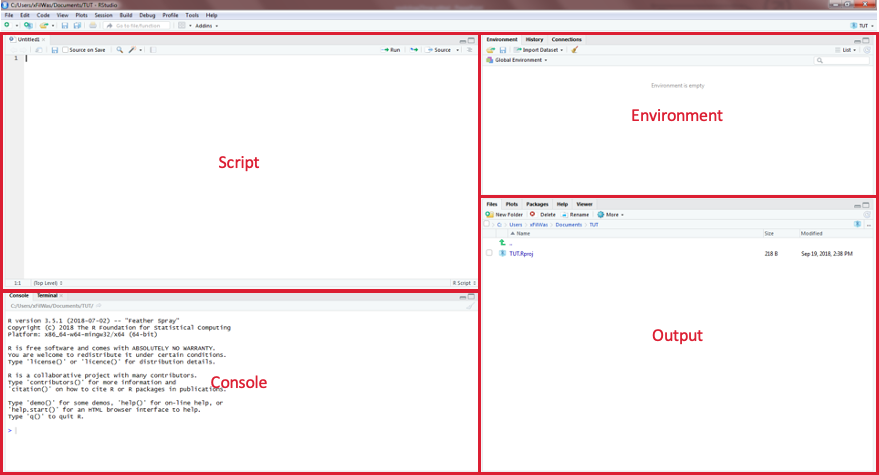 C:/Users/xFilWas/Documents/TUT - RStudio
File Edit Code View Plots Session Build Debug Profile Tools Help
Go to file/function Addins
TUT
Untitled1
Source on Save Run Source
1
Script
1:1 (Top Level) R Script
Console Terminal
C:/Users/xFilWas/Documents/TUT/
R version 3.5.1 (2018-07-02) -- "Feather Spray"
Copyright (C) 2018 The R Foundation for Statistical Computing
Platform: x86_64-w64-mingw32/x64 (64-bit)
R is free software and comes with ABSOLUTELY NO WARRANTY.
You are welcome to redistribute it under certain conditions.
Type 'license()' or 'licence()' for distribution details.
R is a collaborative project with many contributors.
Type 'contributors()' for more information and
'citation()' on how to cite R or R packages in publications.
Console
Type 'demo()' for some demos, 'help()' for on-line help, or
'help.start()' for an HTML browser interface to help.
Type 'q()' to quit R.
>
Environment History Connections
Import Dataset List
Global Environment
Environment is empty
Environment
Files Plots Packages Help Viewer
New Folder Delete Rename More
C: Users xFilWas Documents TUT
Name Size Modified
..
TUT.Rproj 218 B Sep 19, 2018, 2:38 PM
Output